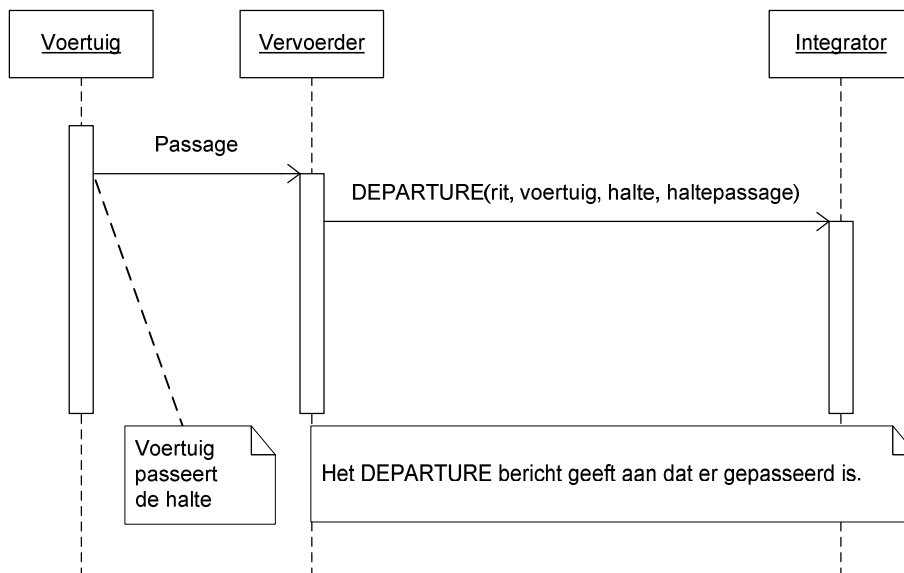 Voertuig
Vervoerder
Integrator
Passage
DEPARTURE(rit, voertuig, halte, haltepassage)
Voertuig
passeert
de halte
Het DEPARTURE bericht geeft aan dat er gepasseerd is.